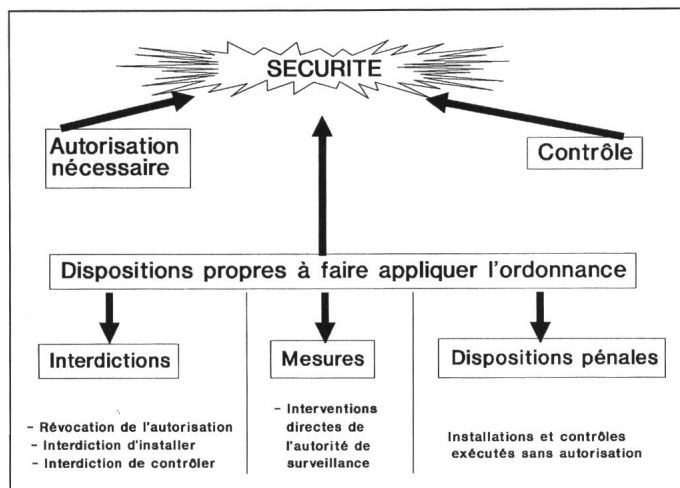 SECURITE
Autorisation
nécessaire
Contrôle
Dispositions propres à faire appliquer l'ordonnance
Interdictions
Mesures
Dispositions pénales
- Révocation de l'autorisation
- Interdiction d'installer
- Interdiction de contrôler
- Interventions
directes de
l'autorité de
surveillance
Installations et contrôles
exécutés sans autorisation